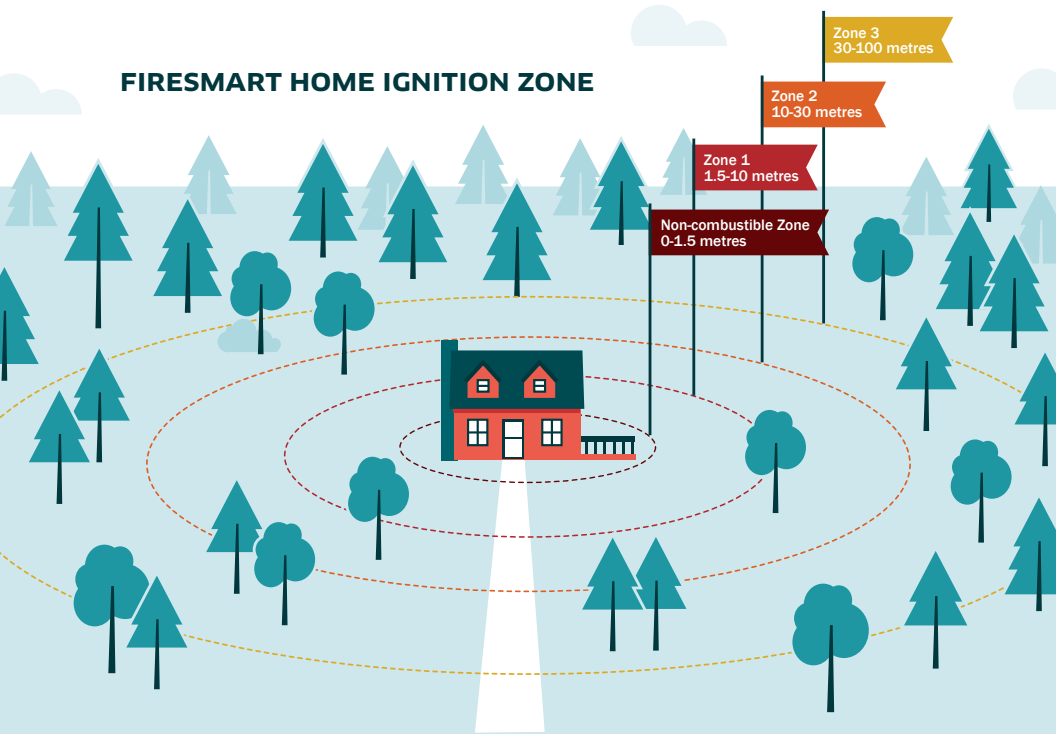 FIRESMART HOME IGNITION ZONE
Zone 3
30-100 metres
Zone 2
10-30 metres
Zone 1
1.5-10 metres
Non-combustible Zone
0-1.5 metres